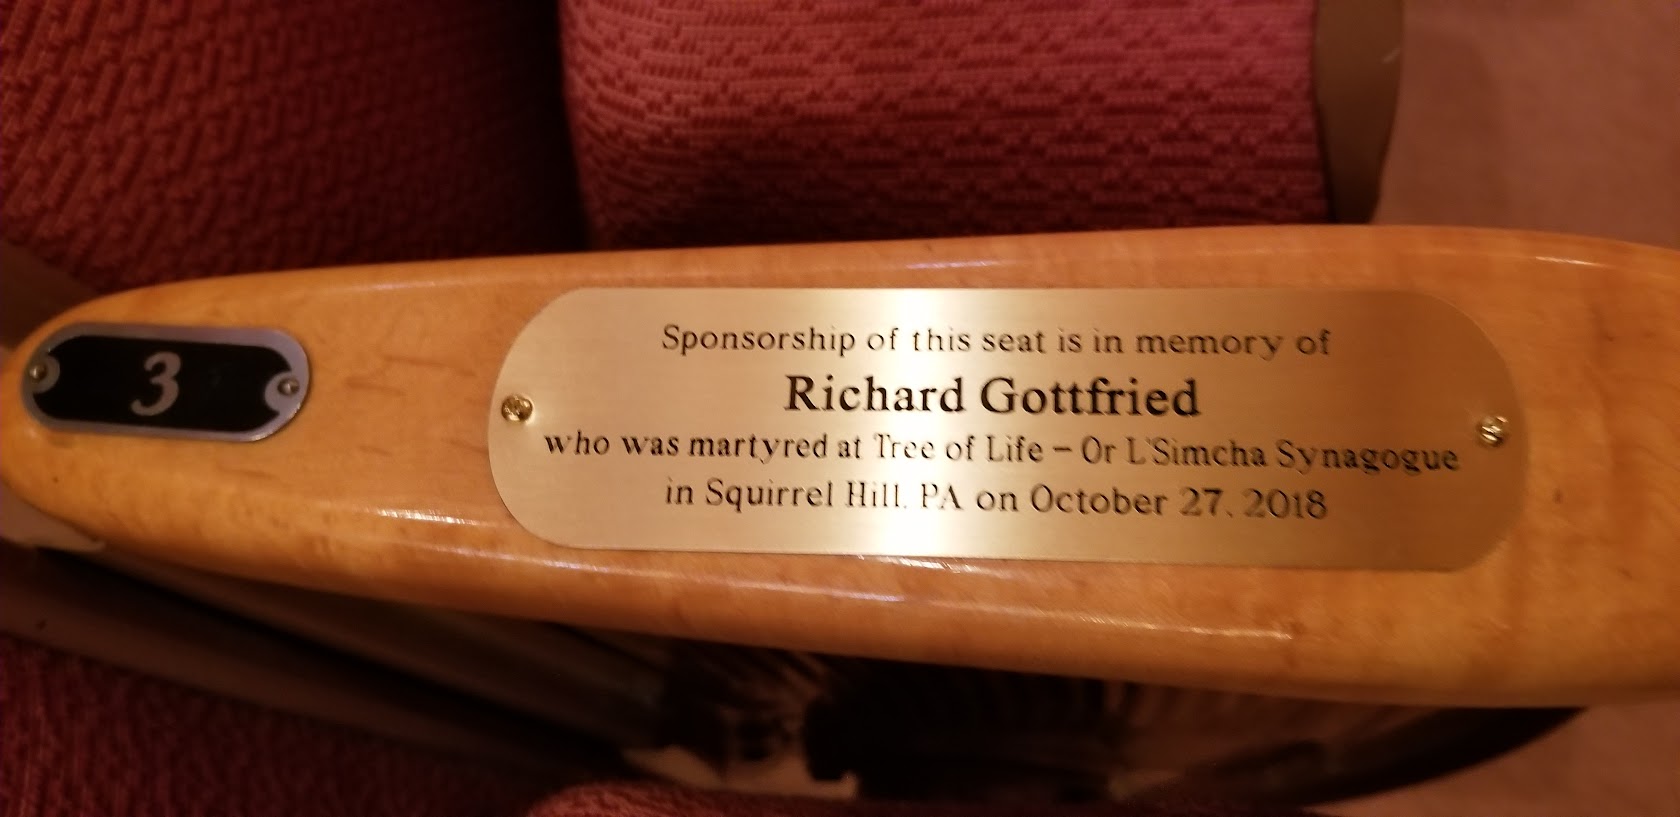 3
Sponsorship of this seat is in memory of
Richard Gottfried
who was martyred at Tree of Life – Or L'Simcha Synagogue
in Squirrel Hill, PA on October 27, 2018